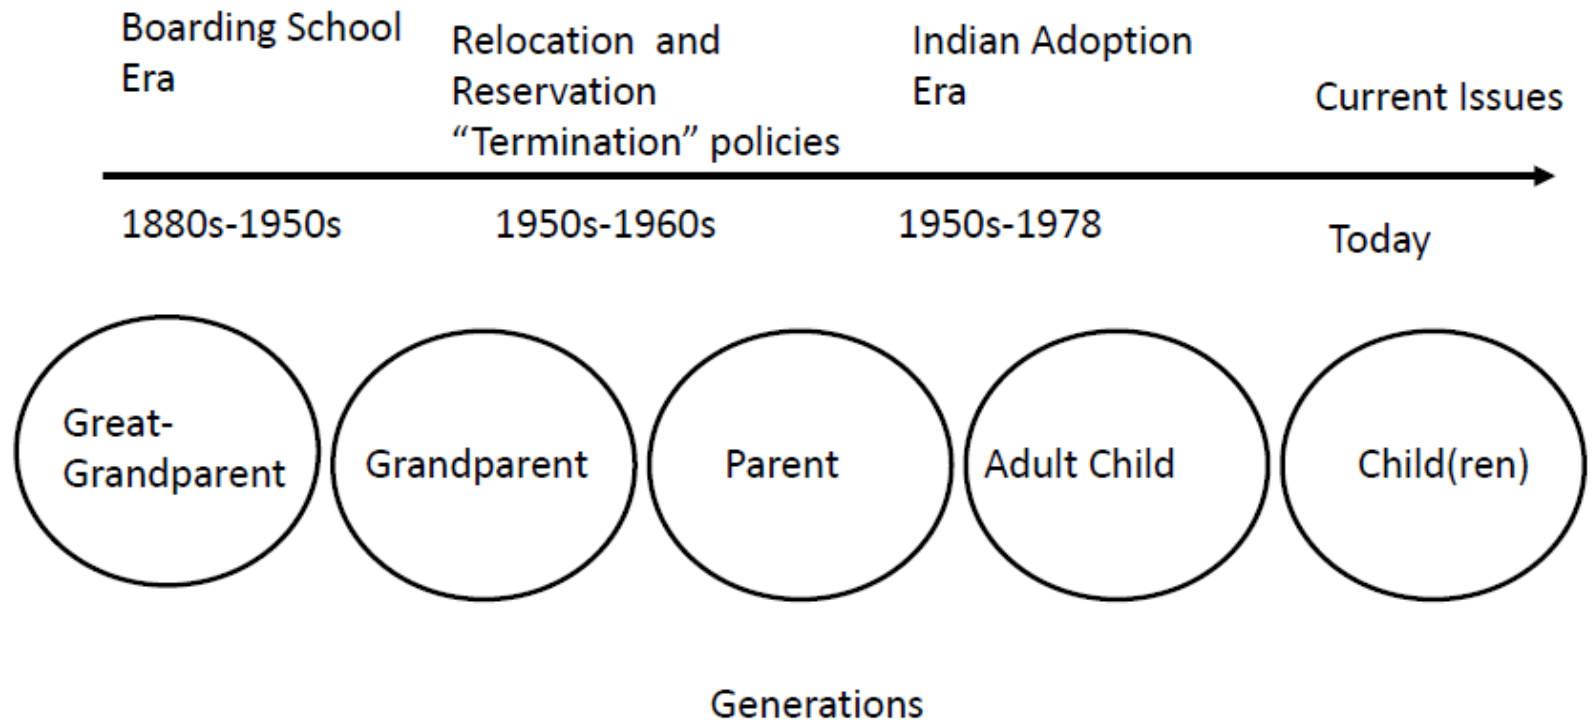 Boarding School
Era
Relocation  and
Reservation
“Termination” policies
Indian Adoption
Era
Current Issues
1880s-1950s
1950s-1960s
1950s-1978
Today
Great-
Grandparent
Grandparent
Parent
Adult Child
Child(ren)
Generations